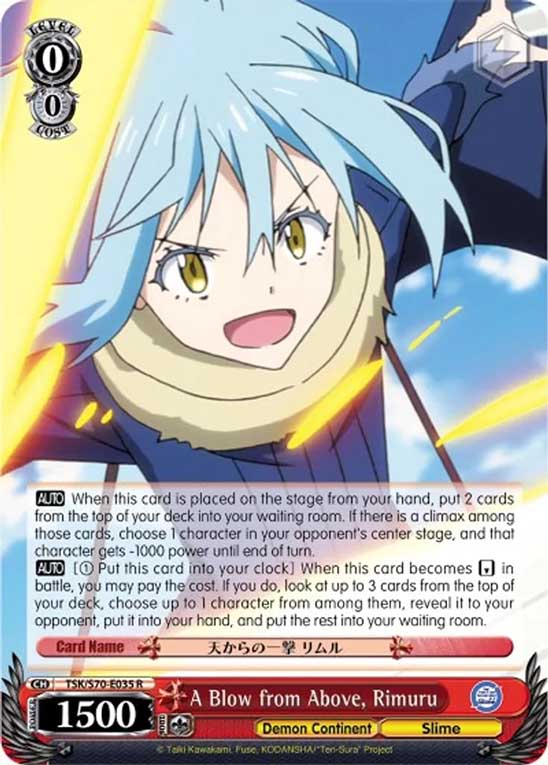 LEVEL
0
0
COST
AUTO When this card is placed on the stage from your hand, put 2 cards
from the top of your deck into your waiting room. If there is a climax among
those cards, choose 1 character in your opponent's center stage, and that
character gets -1000 power until end of turn.
AUTO [① Put this card into your clock] When this card becomes in
battle, you may pay the cost. If you do, look at up to 3 cards from the top of
your deck, choose up to 1 character from among them, reveal it to your
opponent, put it into your hand, and put the rest into your waiting room.
Card Name 天からの一撃 リムル
CH TSK/S70-E035 R
A Blow from Above, Rimuru
POWER 1500 SOUL
Demon Continent Slime
© Taiki Kawakami, Fuse, KODANSHA/"Ten-Sura" Project